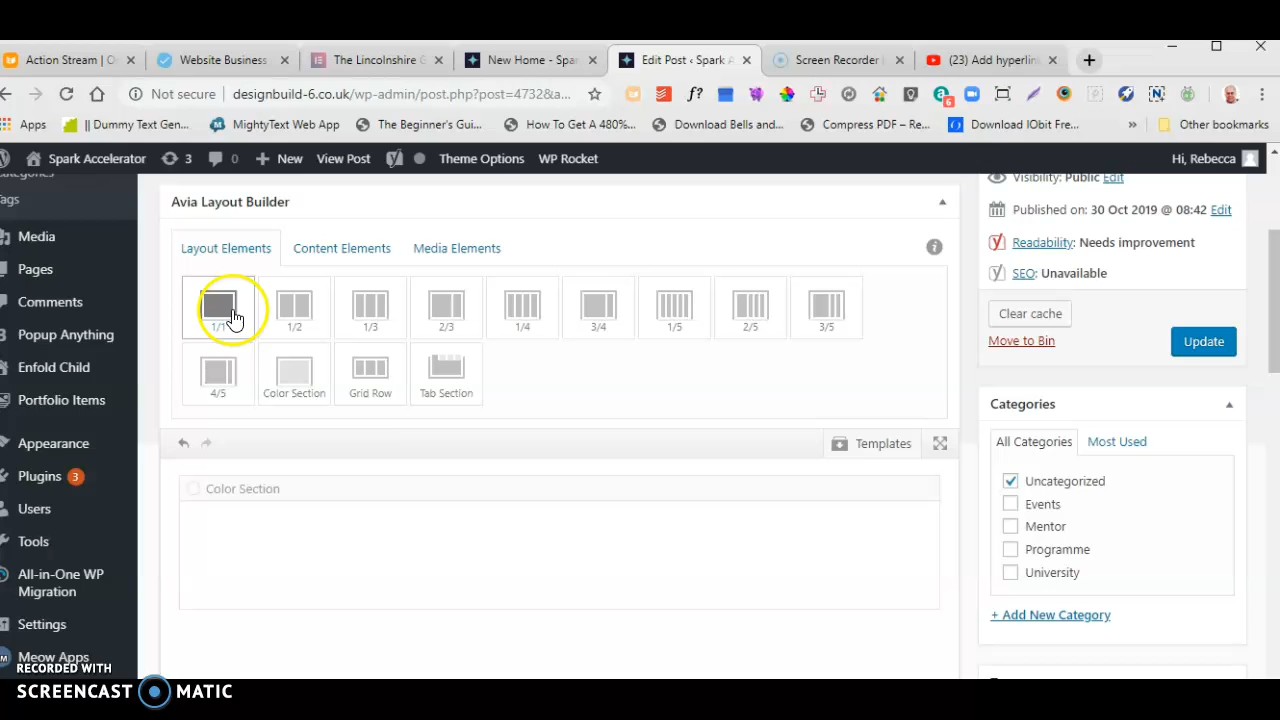 Action Stream | O
Website Business
The Lincolnshire G
New Home - Spar
Edit Post ‹ Spark A
Screen Recorder
(23) Add hyperlin
Not secure
designbuild-6.co.uk/wp-admin/post.php?post=4732&a...
f?
6
Apps
|| Dummy Text Gen...
MightyText Web App
The Beginner's Gui...
How To Get A 480%...
Download Bells and...
Compress PDF – Re...
Download IObit Fre...
»
Other bookmarks
Spark Accelerator
3
0
New
View Post
Theme Options
WP Rocket
Hi, Rebecca
Categories
Tags
Media
Pages
Comments
Popup Anything
Enfold Child
Portfolio Items
Appearance
Plugins 3
Users
Tools
All-in-One WP
Migration
Settings
Meow Apps
Avia Layout Builder
Layout Elements
Content Elements
Media Elements
1/1
1/2
1/3
2/3
1/4
3/4
1/5
2/5
3/5
4/5
Color Section
Grid Row
Tab Section
Templates
Color Section
Visibility: Public Edit
Published on: 30 Oct 2019 @ 08:42 Edit
Readability: Needs improvement
SEO: Unavailable
Clear cache
Move to Bin
Update
Categories
All Categories
Most Used
Uncategorized
Events
Mentor
Programme
University
+ Add New Category
RECORDED WITH
SCREENCAST MATIC